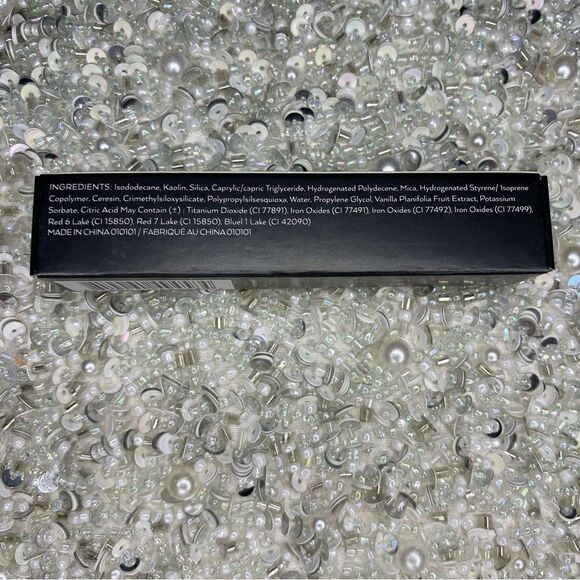 INGREDIENTS: Isododecane, Kaolin, Silica, Caprylic/capric Triglyceride, Hydrogenated Polydecene, Mica, Hydrogenated Styrene/ Isoprene
Copolymer, Ceresin, Crimethylsiloxysilicate, Polypropylsilsesquioxa, Water, Propylene Glycol, Vanilla Planifolia Fruit Extract, Potassium
Sorbate, Citric Acid May Contain (±) : Titanium Dioxide (CI 77891), Iron Oxides (CI 77491), Iron Oxides (CI 77492), Iron Oxides (CI 77499),
Red 6 Lake (CI 15850), Red 7 Lake (CI 15850), Bluel 1 Lake (CI 42090)
MADE IN CHINA 010101 / FABRIQUÉ AU CHINA 010101